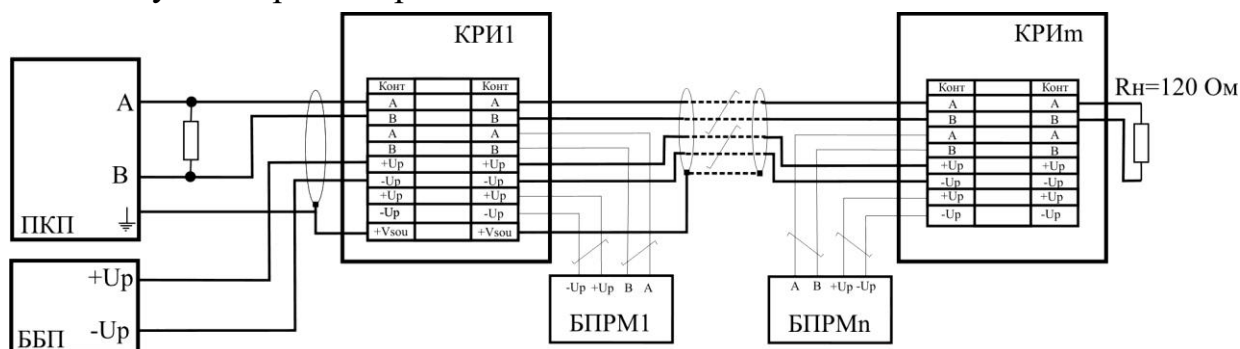 КРИ1
КРИm
ПКП
A
B
Конт Конт
A A
B B
A A
B B
+Up +Up
-Up -Up
+Up +Up
-Up -Up
+Vsou +Vsou
Конт Конт
A A
B B
A A
B B
+Up +Up
-Up -Up
+Up +Up
-Up -Up
Rн=120 Ом
ББП
+Up
-Up
-Up +Up B A
БПРМ1
A B +Up -Up
БПРМn